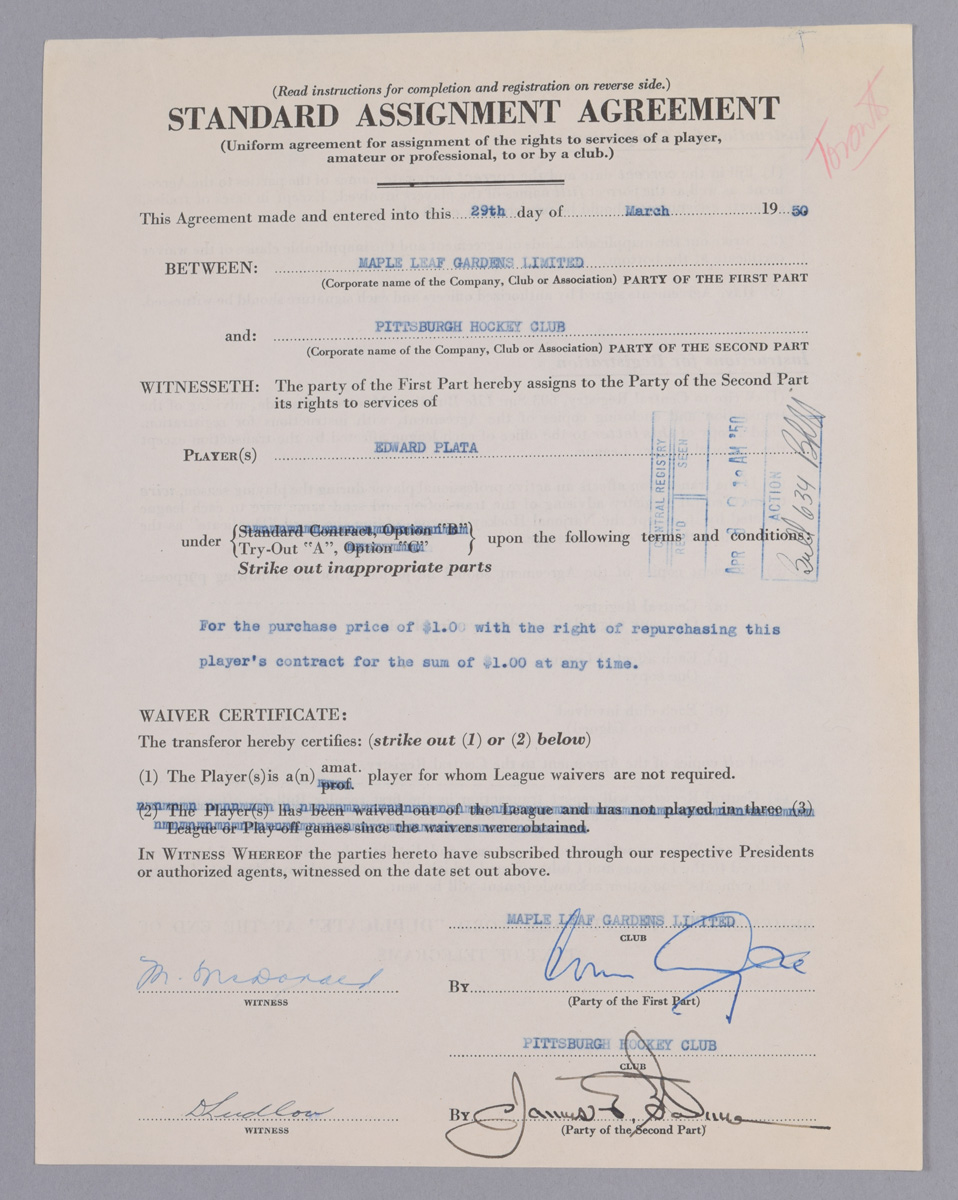 (Read instructions for completion and registration on reverse side.)
STANDARD ASSIGNMENT AGREEMENT
(Uniform agreement for assignment of the rights to services of a player,
amateur or professional, to or by a club.)
Toronto
This Agreement made and entered into this 29th day of March 19 50
BETWEEN: MAPLE LEAF GARDENS LIMITED
(Corporate name of the Company, Club or Association) PARTY OF THE FIRST PART
and: PITTSBURGH HOCKEY CLUB
(Corporate name of the Company, Club or Association) PARTY OF THE SECOND PART
WITNESSETH: The party of the First Part hereby assigns to the Party of the Second Part
its rights to services of
PLAYER(S) EDWARD PLATA
CENTRAL REGISTRY
REC'D SEEN
ACTION
under Standard Contract, Option "B"
Try-Out "A", Option "C"
upon the following terms and conditions:
Strike out inappropriate parts
For the purchase price of $1.00 with the right of repurchasing this
player's contract for the sum of $1.00 at any time.
WAIVER CERTIFICATE:
The transferor hereby certifies: (strike out (1) or (2) below)
(1) The Player(s) is a(n) amat. prof. player for whom League waivers are not required.
(2) The Player(s) has been waived out of the League and has not played in three (3)
League or Play-off games since the waivers were obtained.
IN WITNESS WHEREOF the parties hereto have subscribed through our respective Presidents
or authorized agents, witnessed on the date set out above.
MAPLE LEAF GARDENS LIMITED
CLUB
M. McDonald
By
WITNESS
(Party of the First Part)
PITTSBURGH HOCKEY CLUB
CLUB
D Ludlow
By James E.
WITNESS
(Party of the Second Part)